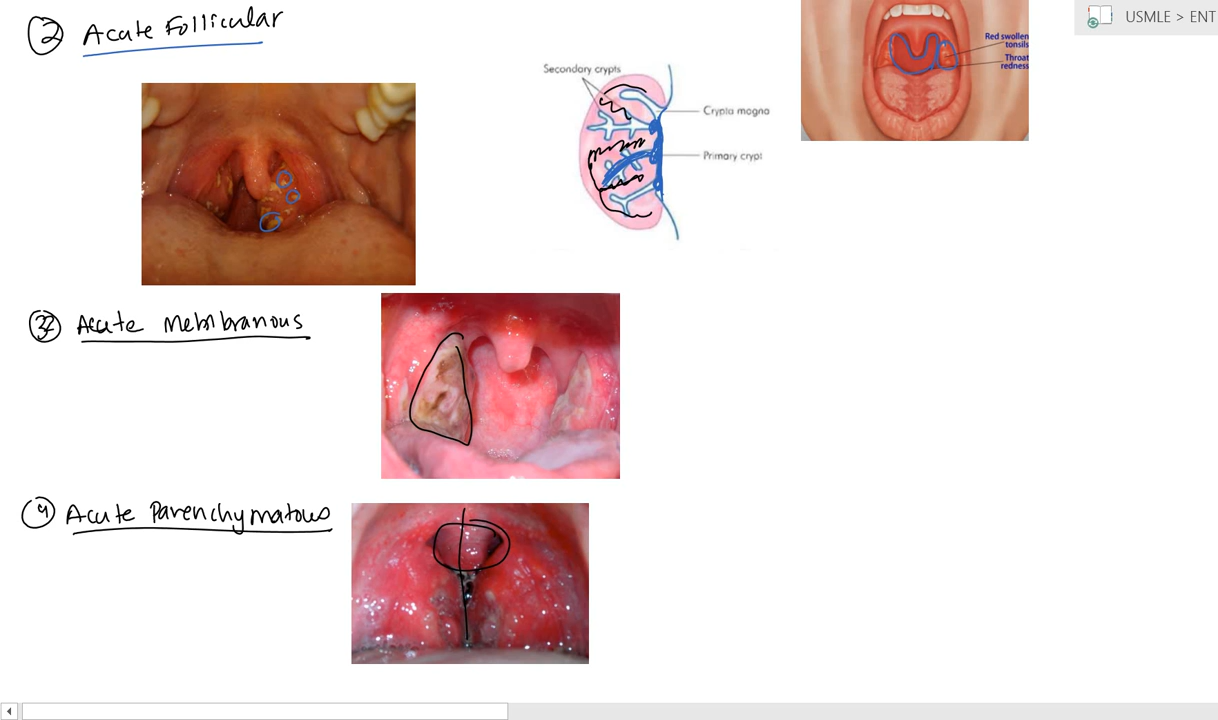 2 Acute Follicular
USMLE > ENT
Red swollen
tonsils
Throat
redness
Secondary crypts
Crypta magna
Primary crypt
Acute Membranous
4 Acute Parenchymatous